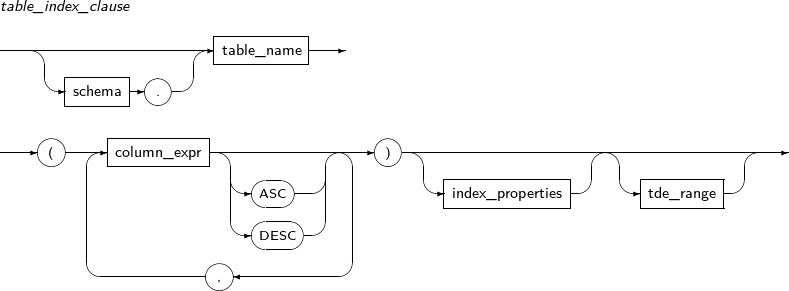 table_index_clause
table_name
schema .
( column_expr )
ASC index_properties tde_range
DESC
,